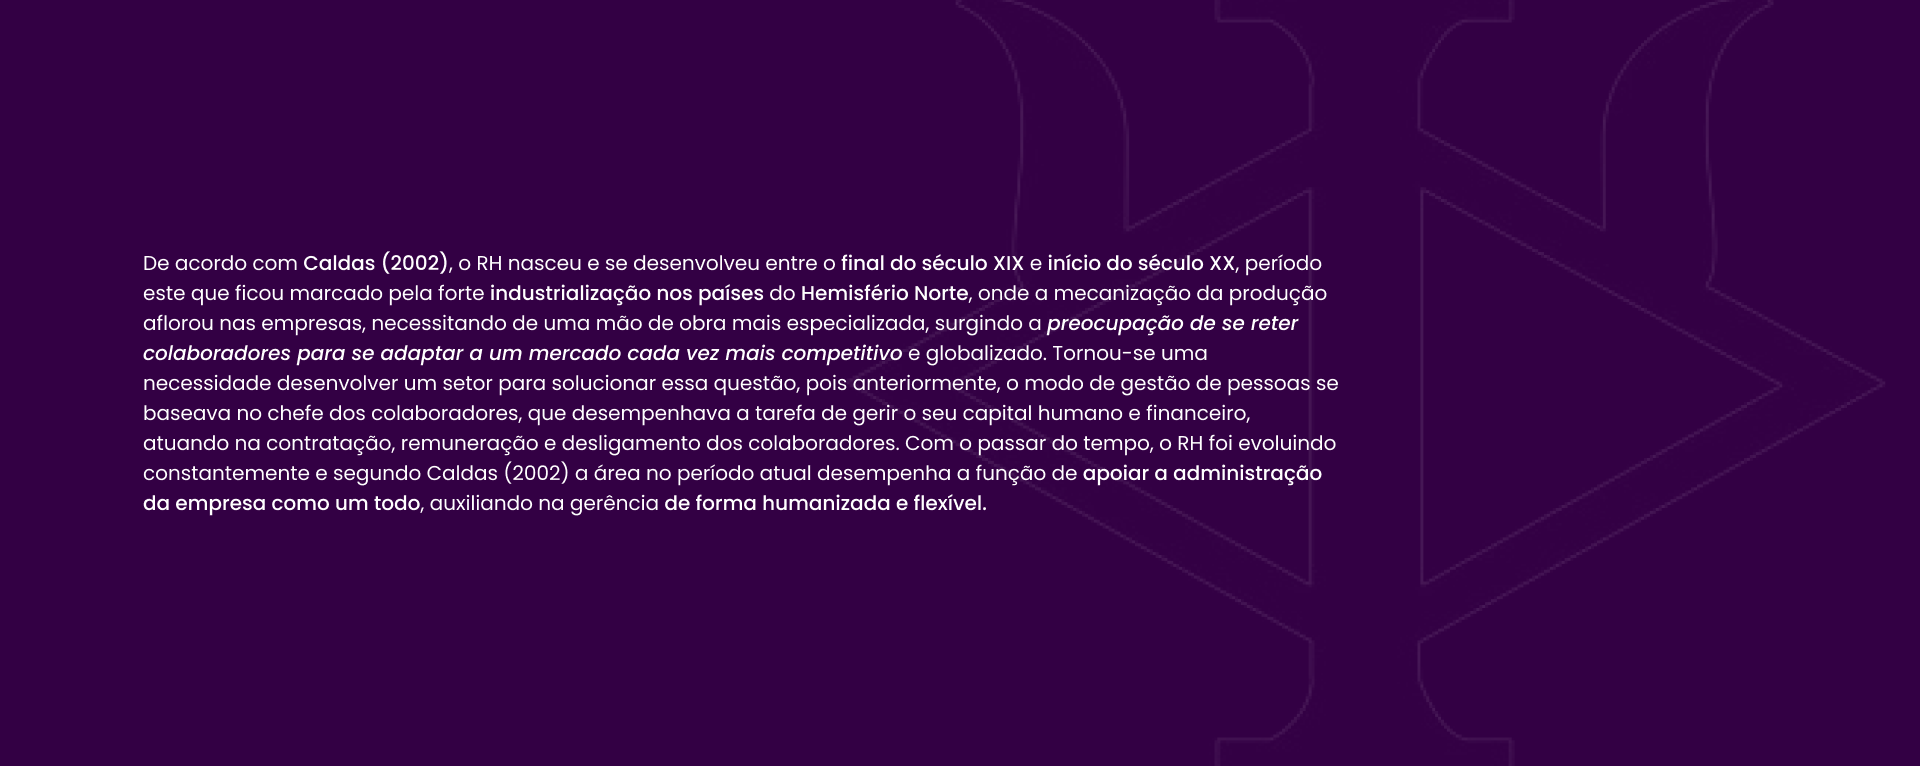 De acordo com Caldas (2002), o RH nasceu e se desenvolveu entre o final do século XIX e início do século XX, período
este que ficou marcado pela forte industrialização nos países do Hemisfério Norte, onde a mecanização da produção
aflorou nas empresas, necessitando de uma mão de obra mais especializada, surgindo a preocupação de se reter
colaboradores para se adaptar a um mercado cada vez mais competitivo e globalizado. Tornou-se uma
necessidade desenvolver um setor para solucionar essa questão, pois anteriormente, o modo de gestão de pessoas se
baseava no chefe dos colaboradores, que desempenhava a tarefa de gerir o seu capital humano e financeiro,
atuando na contratação, remuneração e desligamento dos colaboradores. Com o passar do tempo, o RH foi evoluindo
constantemente e segundo Caldas (2002) a área no período atual desempenha a função de apoiar a administração
da empresa como um todo, auxiliando na gerência de forma humanizada e flexível.